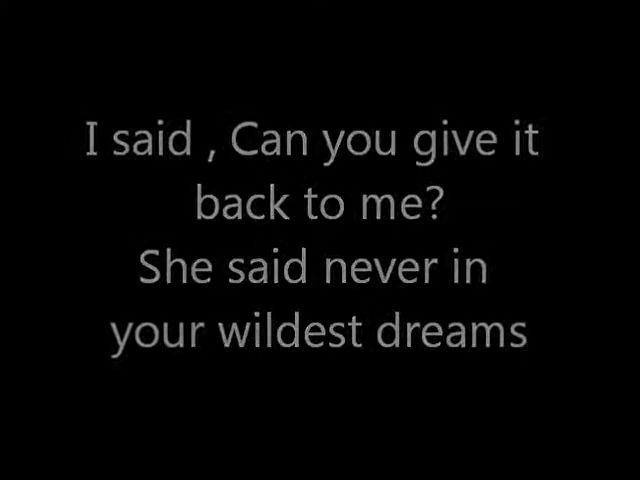 I said , Can you give it
back to me?
She said never in
your wildest dreams